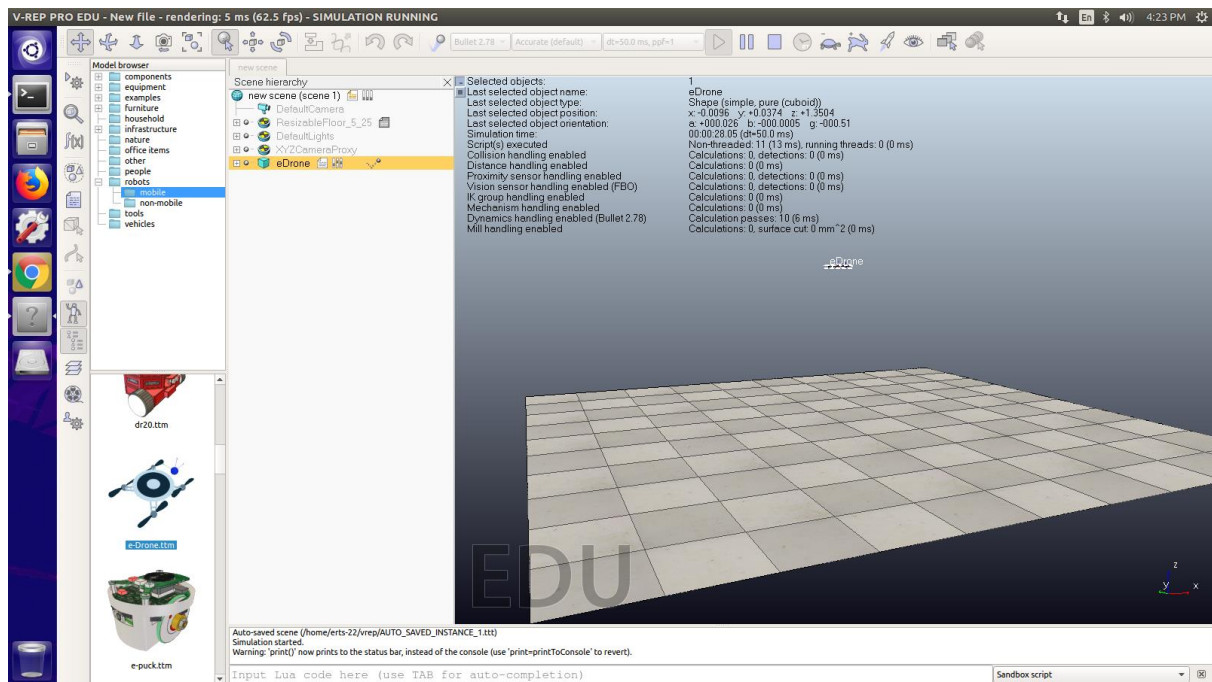 V-REP PRO EDU - New file - rendering: 5 ms (62.5 fps) - SIMULATION RUNNING
En
4:23 PM
Bullet 2.78
Accurate (default)
dt=50.0 ms, ppf=1
Model browser
components
equipment
examples
furniture
household
infrastructure
nature
office items
other
people
robots
mobile
non-mobile
tools
vehicles
dr20.ttm
e-Drone.ttm
e-puck.ttm
new scene
Scene hierarchy
new scene (scene 1)
DefaultCamera
ResizableFloor_5_25
DefaultLights
XYZCameraProxy
eDrone
Selected objects: 1
Last selected object name: eDrone
Last selected object type: Shape (simple, pure (cuboid))
Last selected object position: x: -0.0096 y: +0.0374 z: +1.3504
Last selected object orientation: a: +000.026 b: -000.0005 g: -000.51
Simulation time: 00:00:28.05 (dt=50.0 ms)
Script(s) executed Non-threaded: 11 (13 ms), running threads: 0 (0 ms)
Collision handling enabled Calculations: 0, detections: 0 (0 ms)
Distance handling enabled Calculations: 0 (0 ms)
Proximity sensor handling enabled Calculations: 0, detections: 0 (0 ms)
Vision sensor handling enabled (FBO) Calculations: 0, detections: 0 (0 ms)
IK group handling enabled Calculations: 0 (0 ms)
Mechanism handling enabled Calculations: 0 (0 ms)
Dynamics handling enabled (Bullet 2.78) Calculation passes: 10 (6 ms)
Mill handling enabled Calculations: 0, surface cut: 0 mm^2 (0 ms)
eDrone
EDU
z
y
x
Auto-saved scene (/home/erts-22/vrep/AUTO_SAVED_INSTANCE_1.ttt)
Simulation started.
Warning: 'print()' now prints to the status bar, instead of the console (use 'print=printToConsole' to revert).
Input Lua code here (use TAB for auto-completion)
Sandbox script